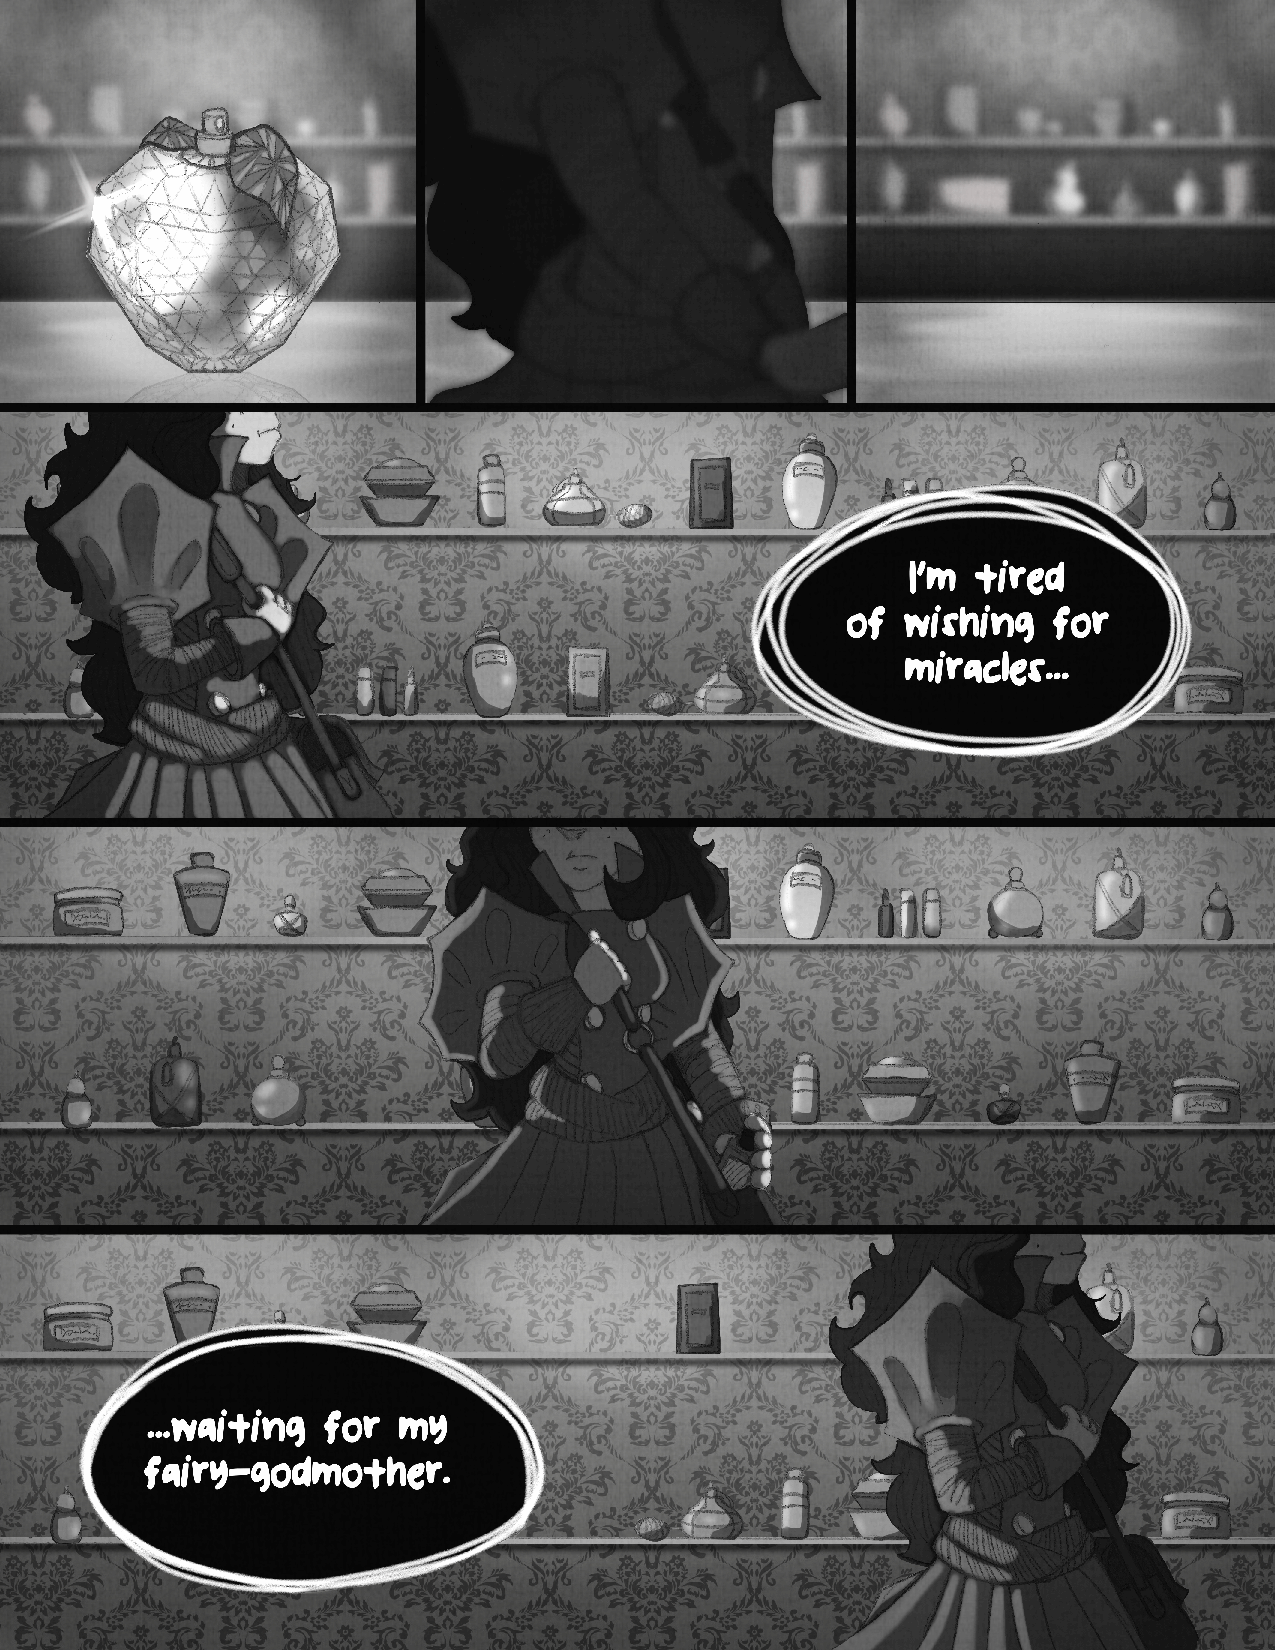 I'm tired
of wishing for
miracles...
...waiting for my
fairy-godmother.